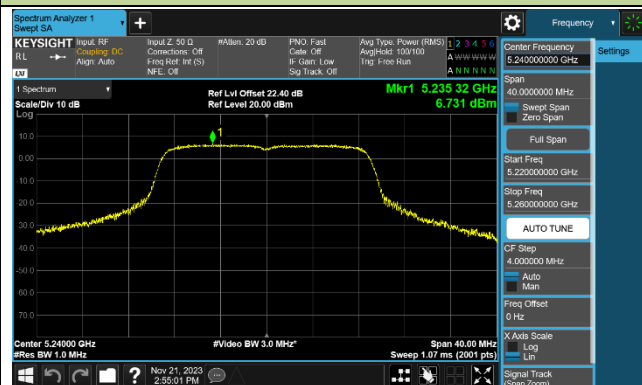 Spectrum Analyzer 1
Swept SA
Frequency
KEYSIGHT
Input: RF
Input Z: 50 Ω
#Atten: 20 dB
PNO: Fast
Avg Type: Power (RMS)
1 2 3 4 5 6
RL
Coupling: DC
Corrections: Off
Gate: Off
Avg|Hold: 100/100
A W W W W W
Align: Auto
Freq Ref: Int (S)
IF Gain: Low
Trig: Free Run
NFE: Off
Sig Track: Off
A N N N N N
LXI
1 Spectrum
Ref Lvl Offset 22.40 dB
Mkr1 5.235 32 GHz
Scale/Div 10 dB
Ref Level 20.00 dBm
6.731 dBm
Log
1
10.0
0.00
-10.0
-20.0
-30.0
-40.0
-50.0
-60.0
-70.0
Center 5.24000 GHz
#Video BW 3.0 MHz*
Span 40.00 MHz
#Res BW 1.0 MHz
Sweep 1.07 ms (2001 pts)
Nov 21, 2023
2:55:01 PM
Center Frequency
5.240000000 GHz
Settings
Span
40.0000000 MHz
Swept Span
Zero Span
Full Span
Start Freq
5.220000000 GHz
Stop Freq
5.260000000 GHz
AUTO TUNE
CF Step
4.000000 MHz
Auto
Man
Freq Offset
0 Hz
X Axis Scale
Log
Lin
Signal Track
(Span Zoom)